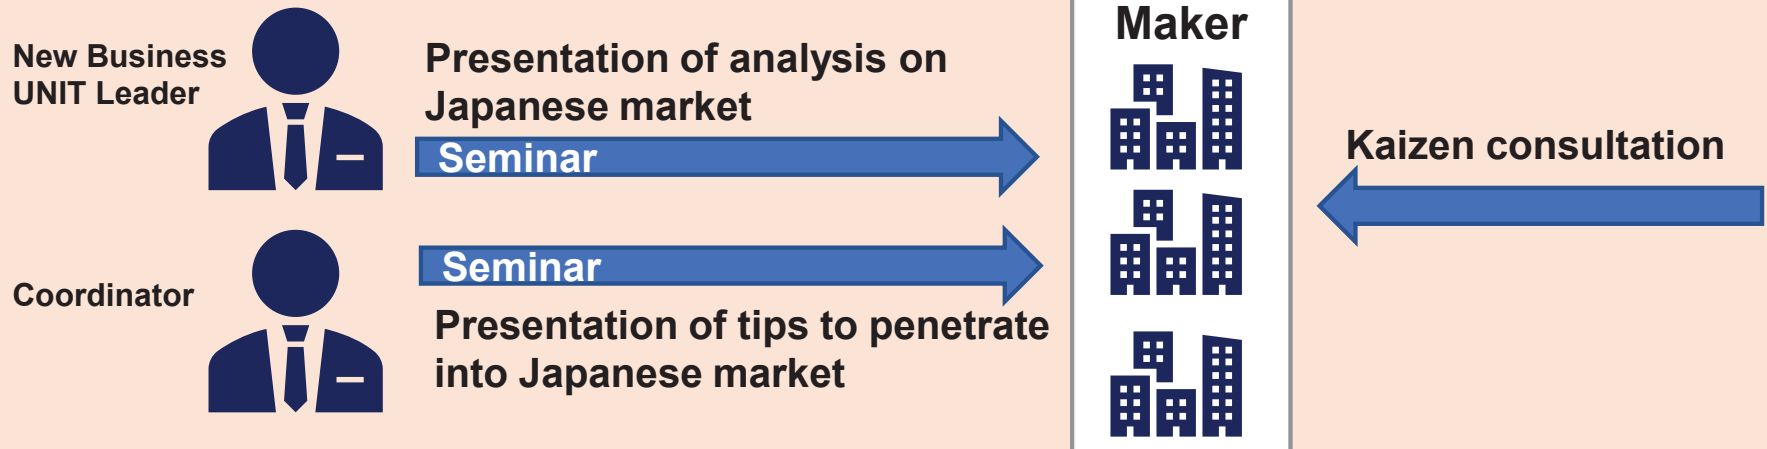 New Business
UNIT Leader
Presentation of analysis on
Japanese market
Seminar
Coordinator
Seminar
Presentation of tips to penetrate
into Japanese market
Maker
Kaizen consultation